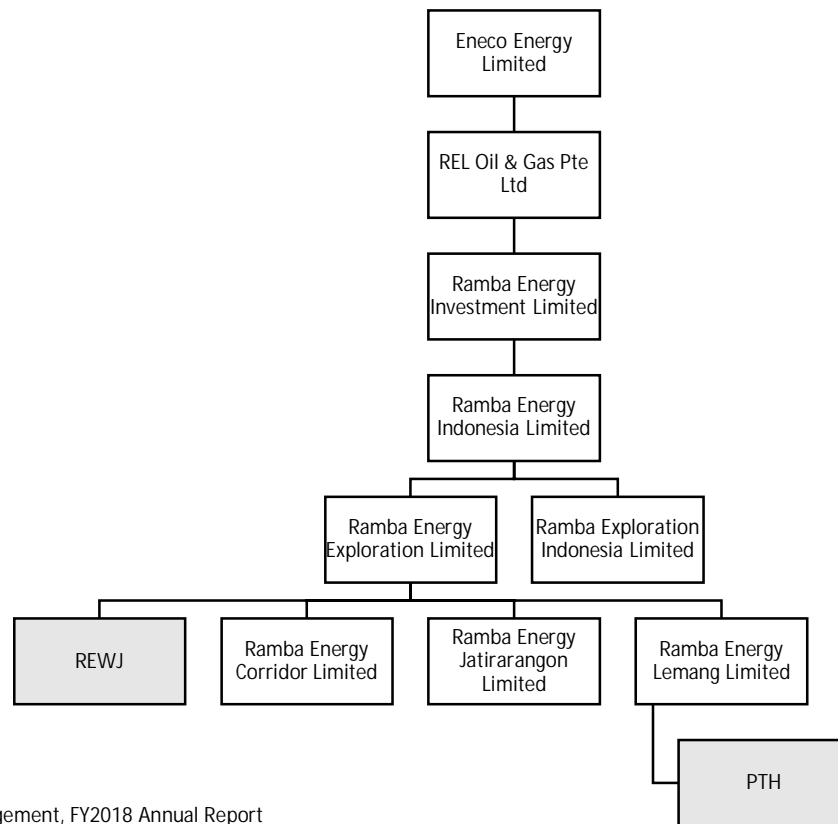 Eneco Energy
Limited
REL Oil & Gas Pte
Ltd
Ramba Energy
Investment Limited
Ramba Energy
Indonesia Limited
Ramba Energy
Exploration Limited
Ramba Exploration
Indonesia Limited
REWJ
Ramba Energy
Corridor Limited
Ramba Energy
Jatirarangon
Limited
Ramba Energy
Lemang Limited
PTH
gement, FY2018 Annual Report